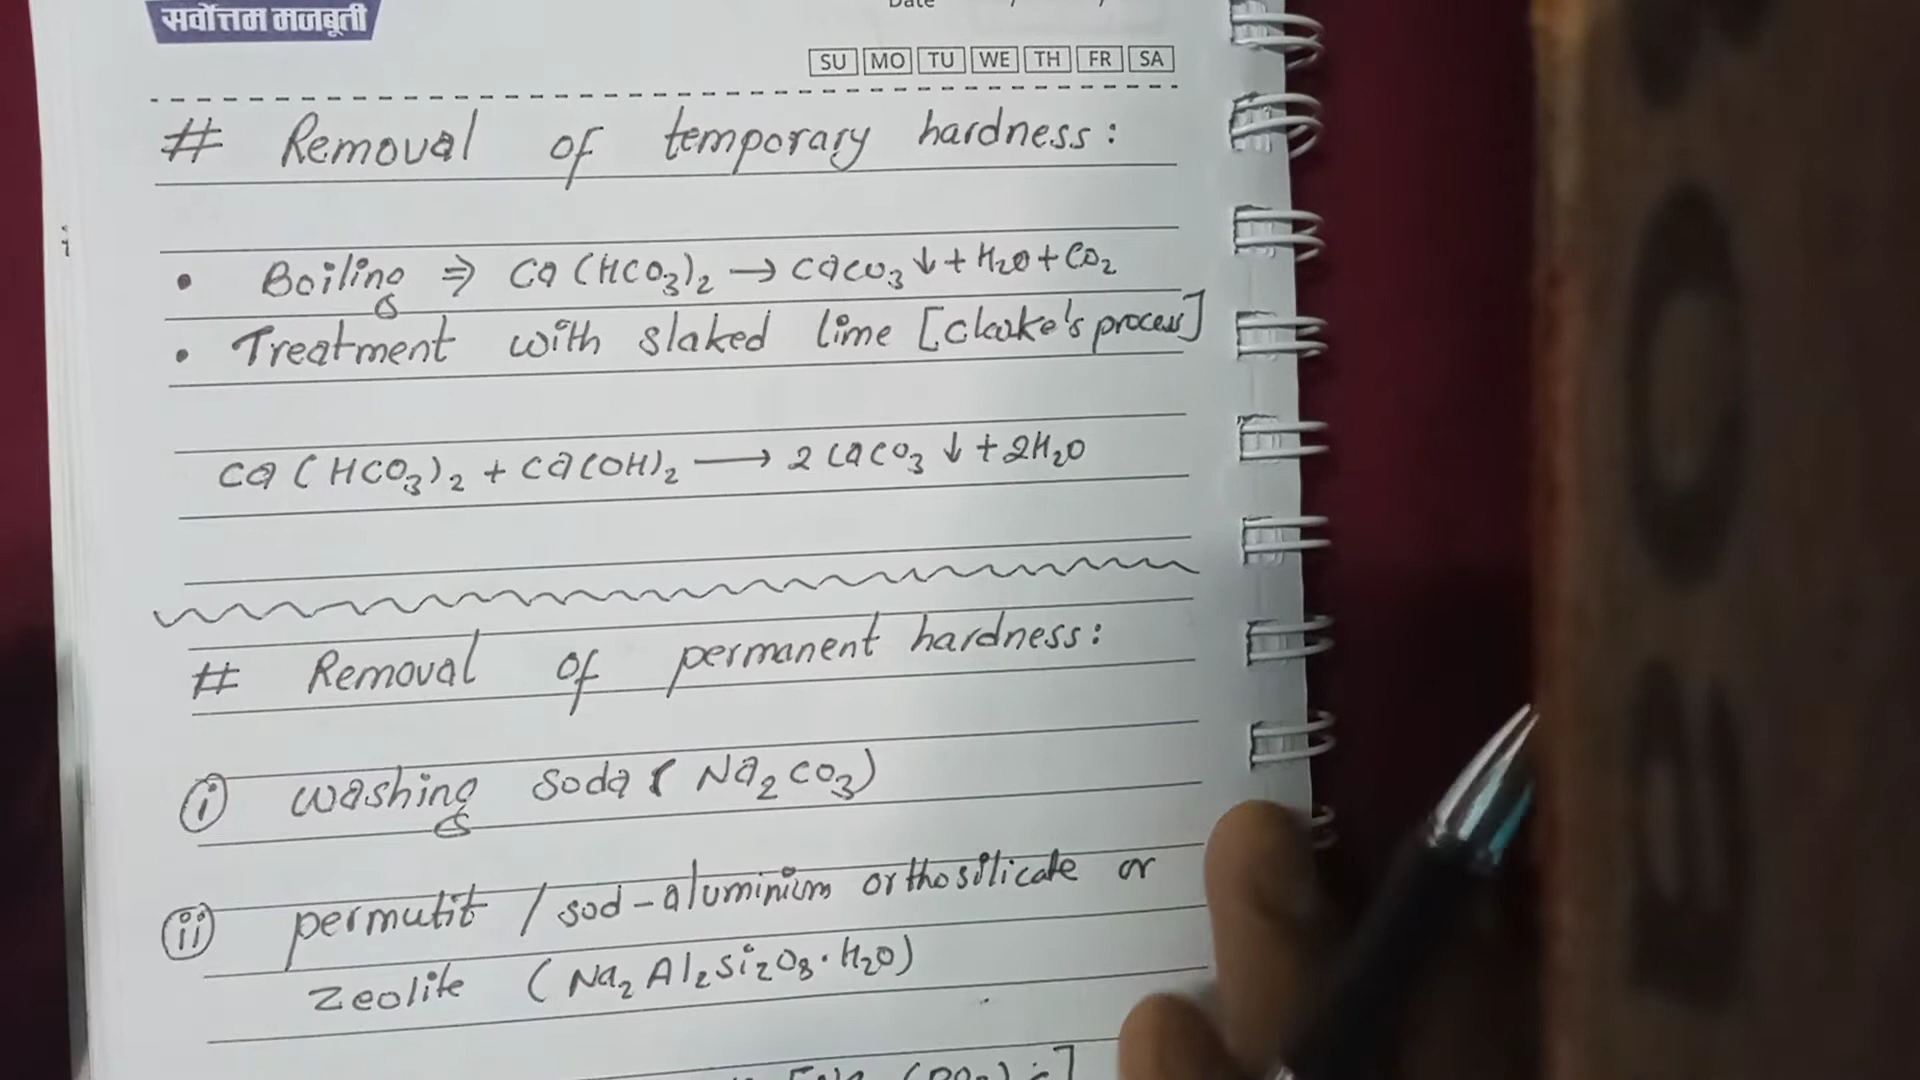 सर्वोत्तम मजबूती
Date / /
SU MO TU WE TH FR SA
# Removal of temporary hardness:
• Boiling ⇒ Ca(HCO₃)₂ → CaCO₃↓ + H₂O + CO₂
• Treatment with slaked lime [Clarke's process]
Ca(HCO₃)₂ + Ca(OH)₂ → 2CaCO₃↓ + 2H₂O
# Removal of permanent hardness:
(i) washing soda (Na₂CO₃)
(ii) permutit / sod-aluminium orthosilicate or
zeolite (Na₂Al₂Si₂O₈·H₂O)